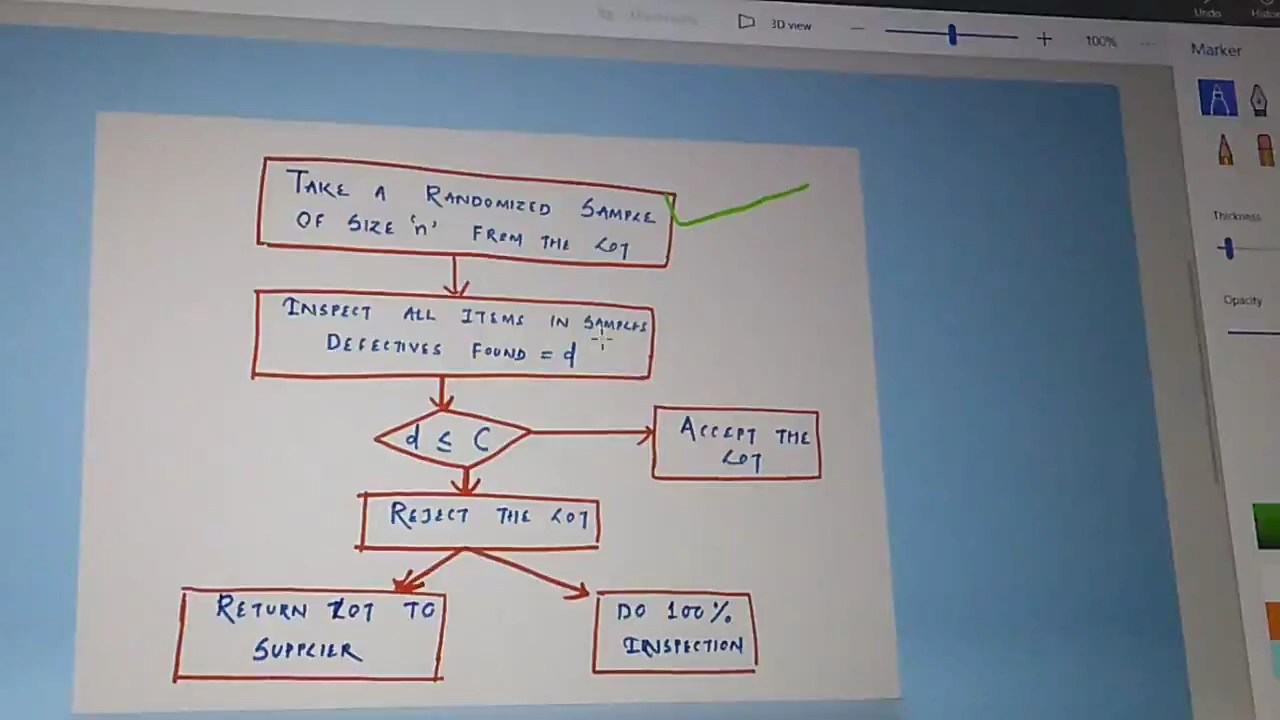 Undo
3D view
100%
Marker
TAKE A RANDOMIZED SAMPLE
OF SIZE 'n' FROM THE LOT
Thickness
INSPECT ALL ITEMS IN SAMPLES
DEFECTIVES FOUND = d
Opacity
d ≤ C
ACCEPT THE
LOT
REJECT THE LOT
RETURN LOT TO
SUPPLIER
DO 100%
INSPECTION